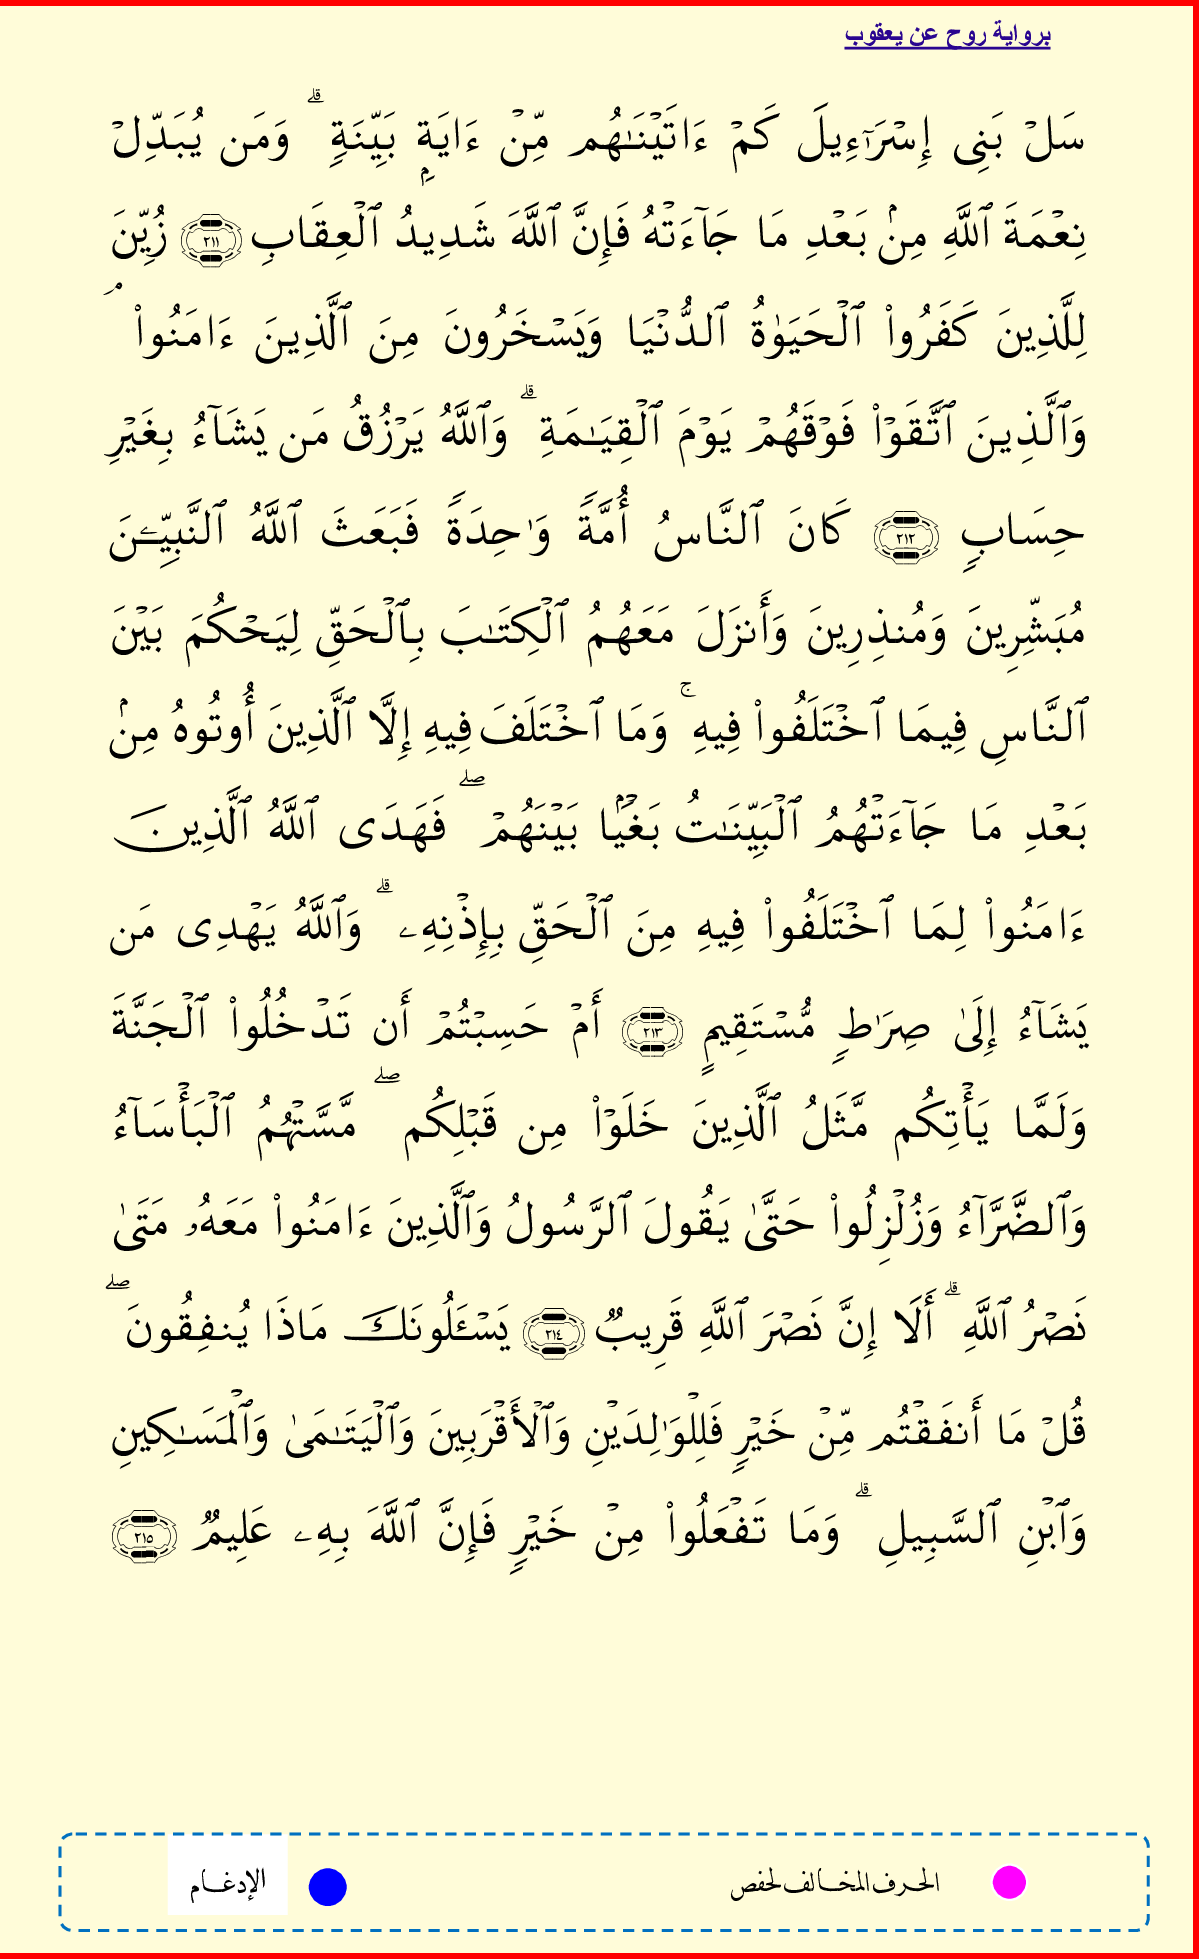 برواية روح عن يعقوب
سَلۡ بَنِى إِسۡرَٰٓءِيلَ كَمۡ ءَاتَيۡنَٰهُم مِّنۡ ءَايَةِۭ بَيِّنَةٖۗ وَمَن يُبَدِّلۡ
نِعۡمَةَ ٱللَّهِ مِنۢ بَعۡدِ مَا جَآءَتۡهُ فَإِنَّ ٱللَّهَ شَدِيدُ ٱلۡعِقَابِ ٢١١ زُيِّنَ
لِلَّذِينَ كَفَرُواْ ٱلۡحَيَوٰةُ ٱلدُّنۡيَا وَيَسۡخَرُونَ مِنَ ٱلَّذِينَ ءَامَنُواْۘ
وَٱلَّذِينَ ٱتَّقَوۡاْ فَوۡقَهُمۡ يَوۡمَ ٱلۡقِيَٰمَةِۗ وَٱللَّهُ يَرۡزُقُ مَن يَشَآءُ بِغَيۡرِ
حِسَابٖ ٢١٢ كَانَ ٱلنَّاسُ أُمَّةٗ وَٰحِدَةٗ فَبَعَثَ ٱللَّهُ ٱلنَّبِيِّـۧنَ
مُبَشِّرِينَ وَمُنذِرِينَ وَأَنزَلَ مَعَهُمُ ٱلۡكِتَٰبَ بِٱلۡحَقِّ لِيَحۡكُمَ بَيۡنَ
ٱلنَّاسِ فِيمَا ٱخۡتَلَفُواْ فِيهِۚ وَمَا ٱخۡتَلَفَ فِيهِ إِلَّا ٱلَّذِينَ أُوتُوهُ مِنۢ
بَعۡدِ مَا جَآءَتۡهُمُ ٱلۡبَيِّنَٰتُ بَغۡيَۢا بَيۡنَهُمۡۖ فَهَدَى ٱللَّهُ ٱلَّذِينَ
ءَامَنُواْ لِمَا ٱخۡتَلَفُواْ فِيهِ مِنَ ٱلۡحَقِّ بِإِذۡنِهِۦۗ وَٱللَّهُ يَهۡدِى مَن
يَشَآءُ إِلَىٰ صِرَٰطٖ مُّسۡتَقِيمٍ ٢١٣ أَمۡ حَسِبۡتُمۡ أَن تَدۡخُلُواْ ٱلۡجَنَّةَ
وَلَمَّا يَأۡتِكُم مَّثَلُ ٱلَّذِينَ خَلَوۡاْ مِن قَبۡلِكُمۖ مَّسَّتۡهُمُ ٱلۡبَأۡسَآءُ
وَٱلضَّرَّآءُ وَزُلۡزِلُواْ حَتَّىٰ يَقُولَ ٱلرَّسُولُ وَٱلَّذِينَ ءَامَنُواْ مَعَهُۥ مَتَىٰ
نَصۡرُ ٱللَّهِۗ أَلَا إِنَّ نَصۡرَ ٱللَّهِ قَرِيبٞ ٢١٤ يَسۡـَٔلُونَكَ مَاذَا يُنفِقُونَۖ
قُلۡ مَا أَنفَقۡتُم مِّنۡ خَيۡرٖ فَلِلۡوَٰلِدَيۡنِ وَٱلۡأَقۡرَبِينَ وَٱلۡيَتَٰمَىٰ وَٱلۡمَسَٰكِينِ
وَٱبۡنِ ٱلسَّبِيلِۗ وَمَا تَفۡعَلُواْ مِنۡ خَيۡرٖ فَإِنَّ ٱللَّهَ بِهِۦ عَلِيمٞ ٢١٥
الحرف المخالف لحفص
الإدغام